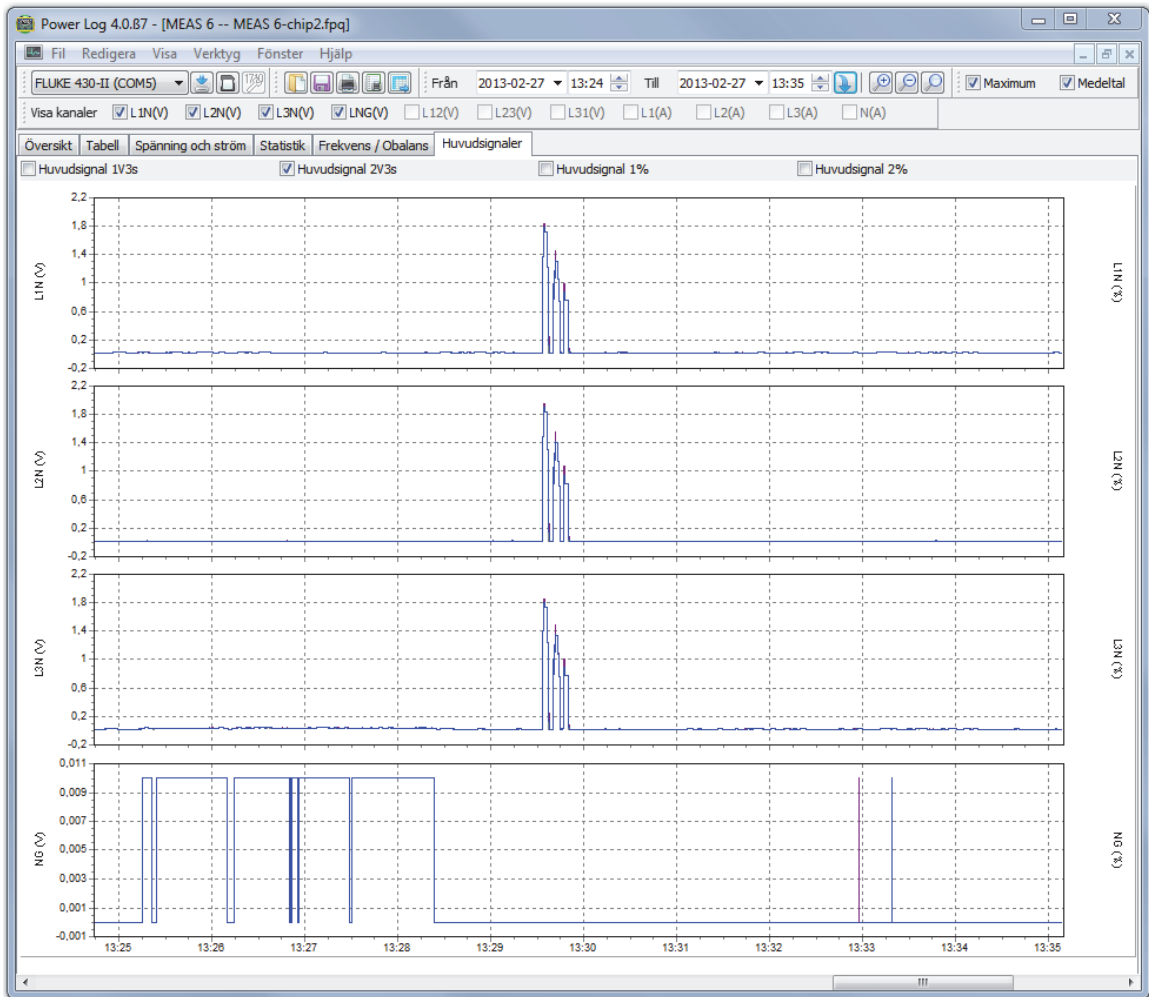 Power Log 4.0.ß7 - [MEAS 6 -- MEAS 6-chip2.fpq]
Fil Redigera Visa Verktyg Fönster Hjälp
FLUKE 430-II (COM5) Från 2013-02-27 13:24 Till 2013-02-27 13:35 Maximum Medeltal
Visa kanaler L1N(V) L2N(V) L3N(V) LNG(V) L12(V) L23(V) L31(V) L1(A) L2(A) L3(A) N(A)
Översikt Tabell Spänning och ström Statistik Frekvens / Obalans Huvudsignaler
Huvudsignal 1V3s Huvudsignal 2V3s Huvudsignal 1% Huvudsignal 2%
2,2
1,8
1,4
1
0,6
0,2
-0,2
L1N (V)
L1N (%)
2,2
1,8
1,4
1
0,6
0,2
-0,2
L2N (V)
L2N (%)
2,2
1,8
1,4
1
0,6
0,2
-0,2
L3N (V)
L3N (%)
0,011
0,009
0,007
0,005
0,003
0,001
-0,001
NG (V)
NG (%)
13:25 13:26 13:27 13:28 13:29 13:30 13:31 13:32 13:33 13:34 13:35